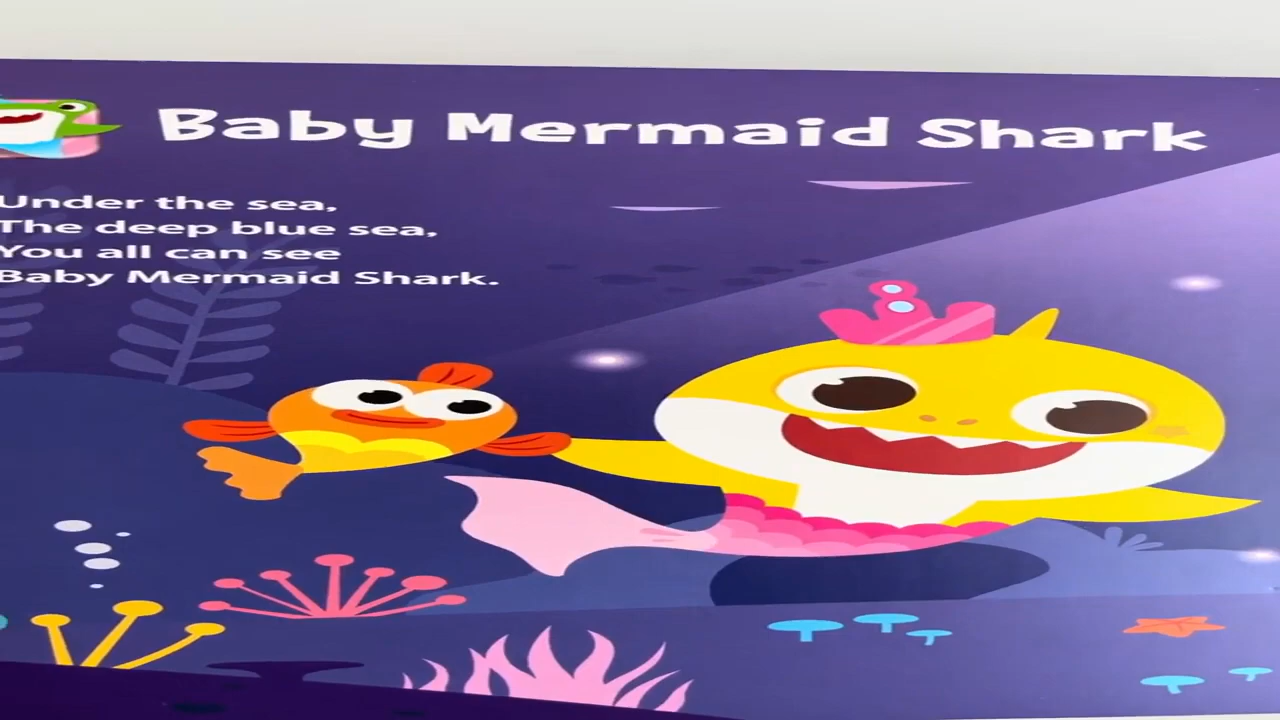 Baby Mermaid Shark
Under the sea,
The deep blue sea,
You all can see
Baby Mermaid Shark.